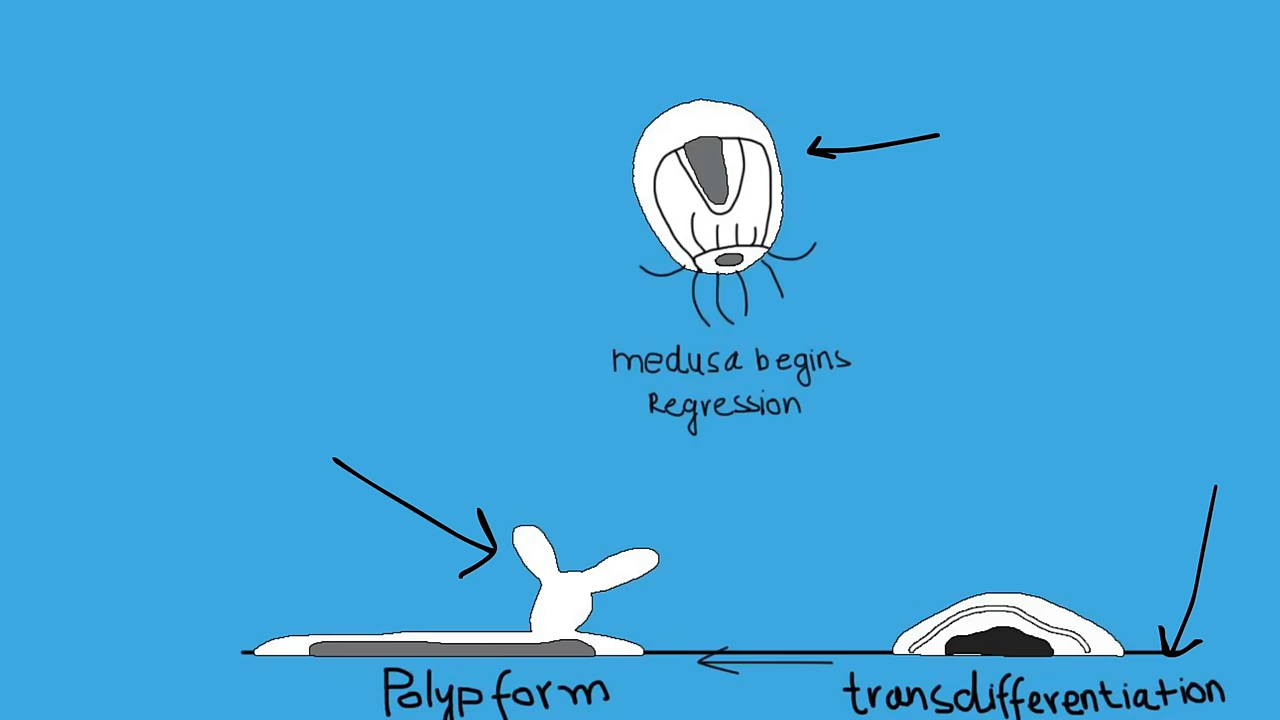 medusa begins
Regression
Polyp form
transdifferentiation